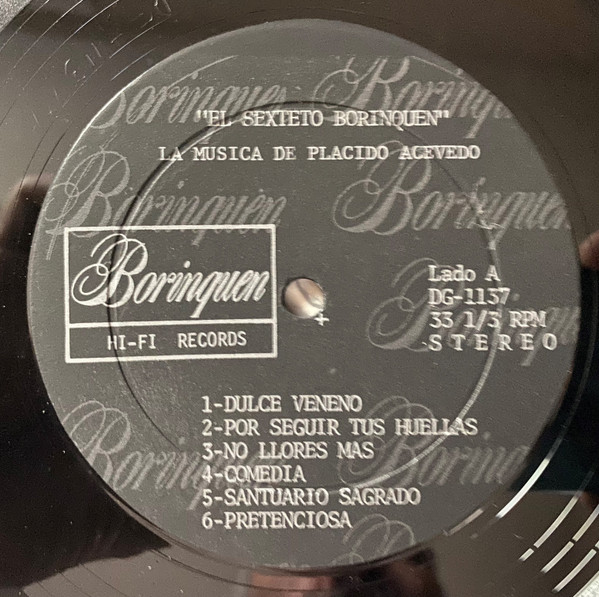 "EL SEXTETO BORINQUEN"
LA MUSICA DE PLACIDO ACEVEDO
Borinquen
HI-FI RECORDS
Lado A
DG-1137
33 1/3 RPM
STEREO
1-DULCE VENENO
2-POR SEGUIR TUS HUELLAS
3-NO LLORES MAS
4-COMEDIA
5-SANTUARIO SAGRADO
6-PRETENCIOSA